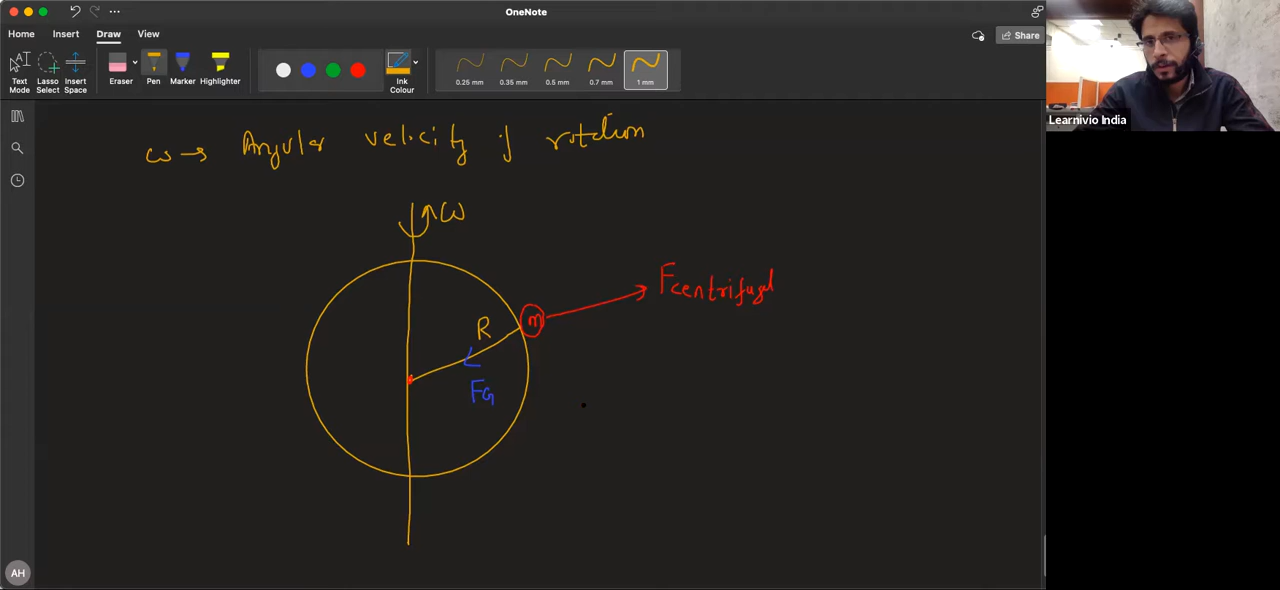 OneNote
Home Insert Draw View
Share
Text Mode
Lasso Select
Insert Space
Eraser
Pen
Marker
Highlighter
Ink Colour
0.25 mm
0.35 mm
0.5 mm
0.7 mm
1 mm
Learnivio India
ω → Angular velocity of rotation
ω
Fcentrifugal
m
R
FG
AH